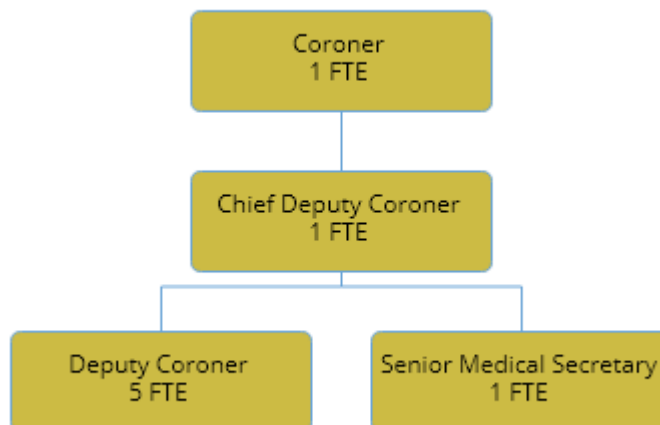 Coroner
1 FTE
Chief Deputy Coroner
1 FTE
Deputy Coroner
5 FTE
Senior Medical Secretary
1 FTE